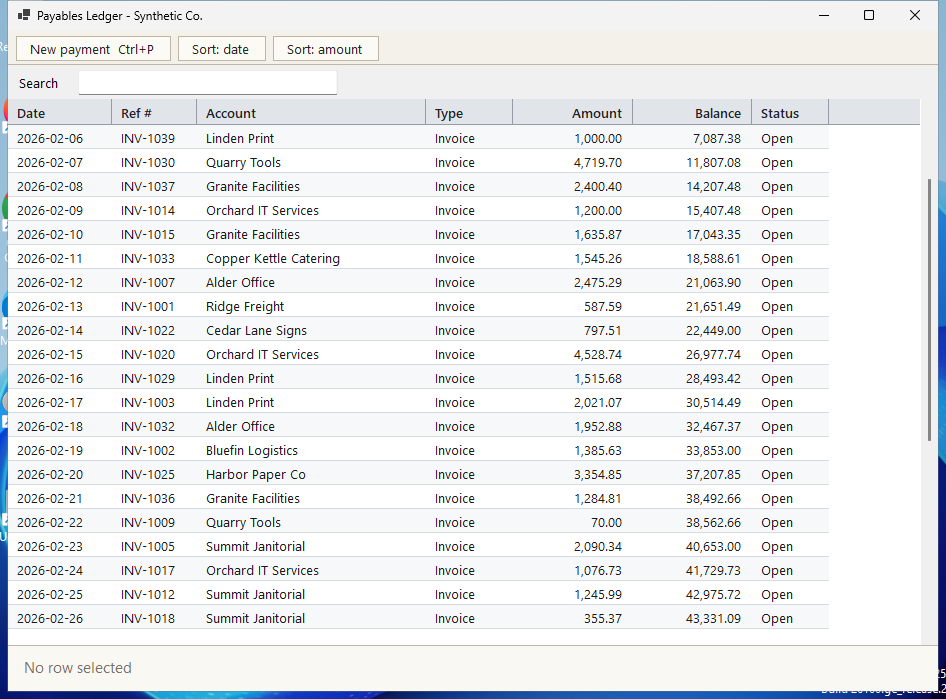 Payables Ledger - Synthetic Co.
New payment Ctrl+P Sort: date Sort: amount
Search
Date Ref # Account Type Amount Balance Status
2026-02-06 INV-1039 Linden Print Invoice 1,000.00 7,087.38 Open
2026-02-07 INV-1030 Quarry Tools Invoice 4,719.70 11,807.08 Open
2026-02-08 INV-1037 Granite Facilities Invoice 2,400.40 14,207.48 Open
2026-02-09 INV-1014 Orchard IT Services Invoice 1,200.00 15,407.48 Open
2026-02-10 INV-1015 Granite Facilities Invoice 1,635.87 17,043.35 Open
2026-02-11 INV-1033 Copper Kettle Catering Invoice 1,545.26 18,588.61 Open
2026-02-12 INV-1007 Alder Office Invoice 2,475.29 21,063.90 Open
2026-02-13 INV-1001 Ridge Freight Invoice 587.59 21,651.49 Open
2026-02-14 INV-1022 Cedar Lane Signs Invoice 797.51 22,449.00 Open
2026-02-15 INV-1020 Orchard IT Services Invoice 4,528.74 26,977.74 Open
2026-02-16 INV-1029 Linden Print Invoice 1,515.68 28,493.42 Open
2026-02-17 INV-1003 Linden Print Invoice 2,021.07 30,514.49 Open
2026-02-18 INV-1032 Alder Office Invoice 1,952.88 32,467.37 Open
2026-02-19 INV-1002 Bluefin Logistics Invoice 1,385.63 33,853.00 Open
2026-02-20 INV-1025 Harbor Paper Co Invoice 3,354.85 37,207.85 Open
2026-02-21 INV-1036 Granite Facilities Invoice 1,284.81 38,492.66 Open
2026-02-22 INV-1009 Quarry Tools Invoice 70.00 38,562.66 Open
2026-02-23 INV-1005 Summit Janitorial Invoice 2,090.34 40,653.00 Open
2026-02-24 INV-1017 Orchard IT Services Invoice 1,076.73 41,729.73 Open
2026-02-25 INV-1012 Summit Janitorial Invoice 1,245.99 42,975.72 Open
2026-02-26 INV-1018 Summit Janitorial Invoice 355.37 43,331.09 Open
No row selected